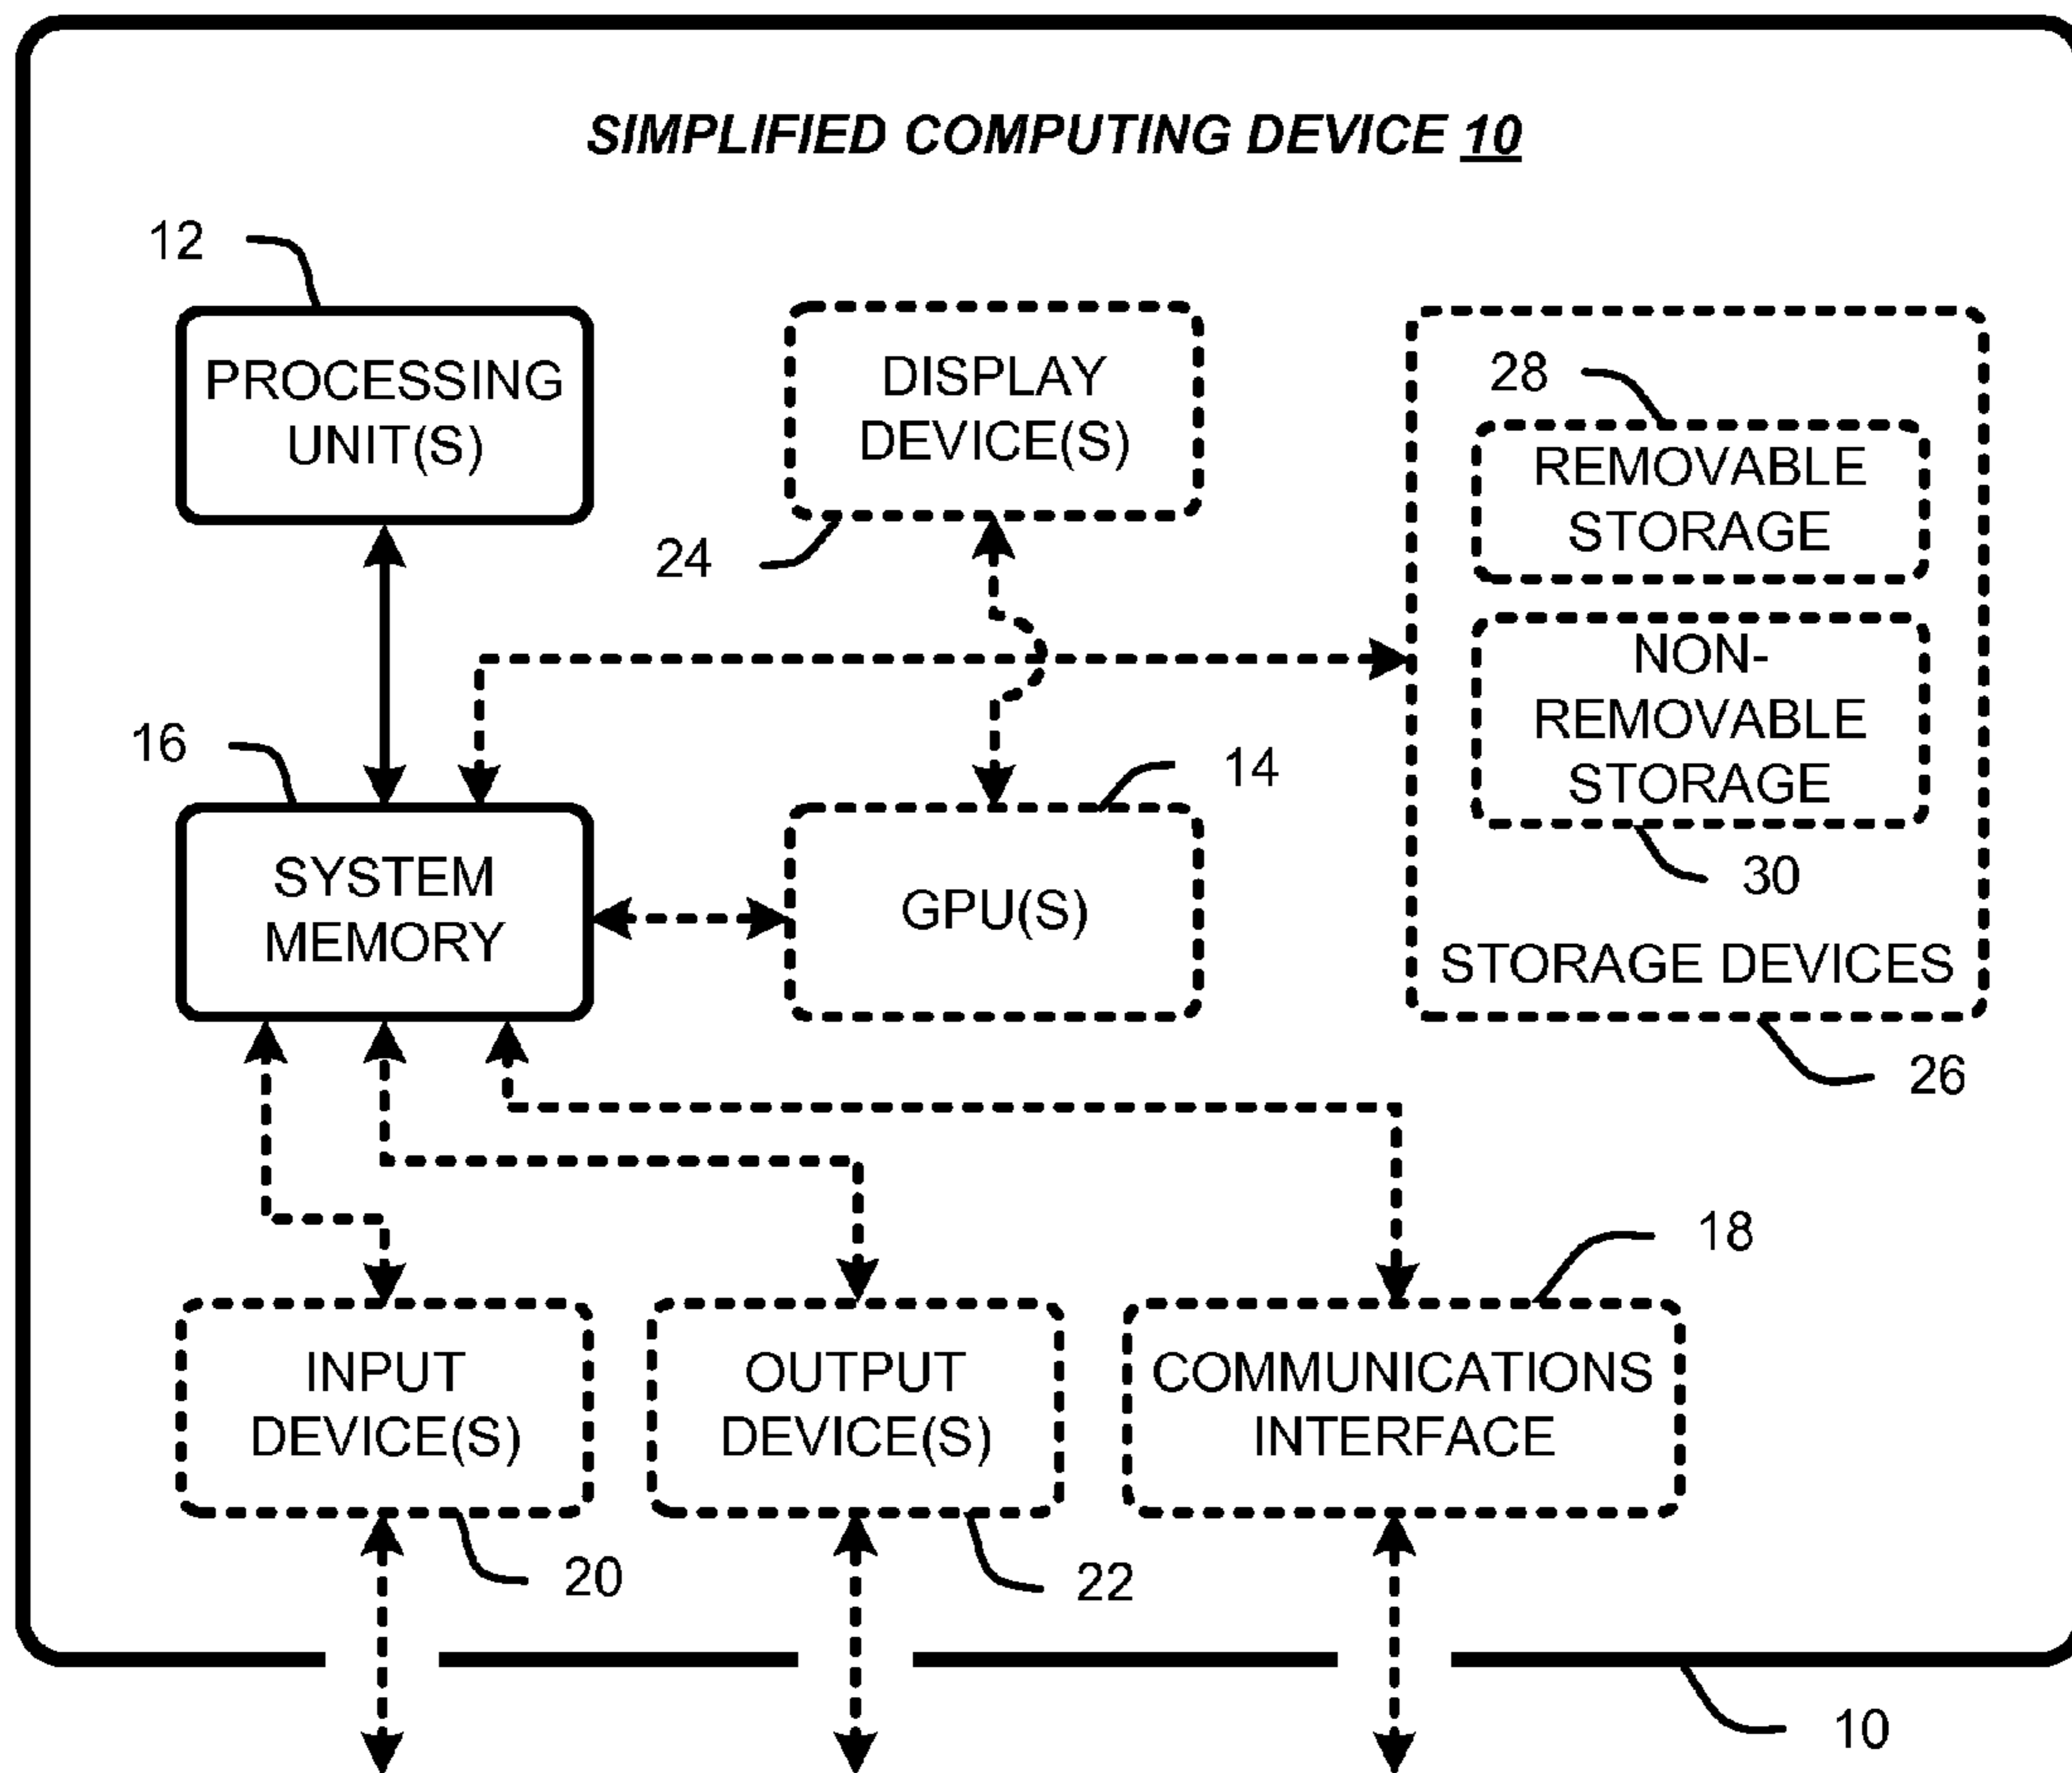 SIMPLIFIED COMPUTING DEVICE 10
12
PROCESSING
UNIT(S)
DISPLAY
DEVICE(S)
24
28
REMOVABLE
STORAGE
NON-
REMOVABLE
STORAGE
30
STORAGE DEVICES
26
16
SYSTEM
MEMORY
14
GPU(S)
18
INPUT
DEVICE(S)
OUTPUT
DEVICE(S)
COMMUNICATIONS
INTERFACE
20
22
10